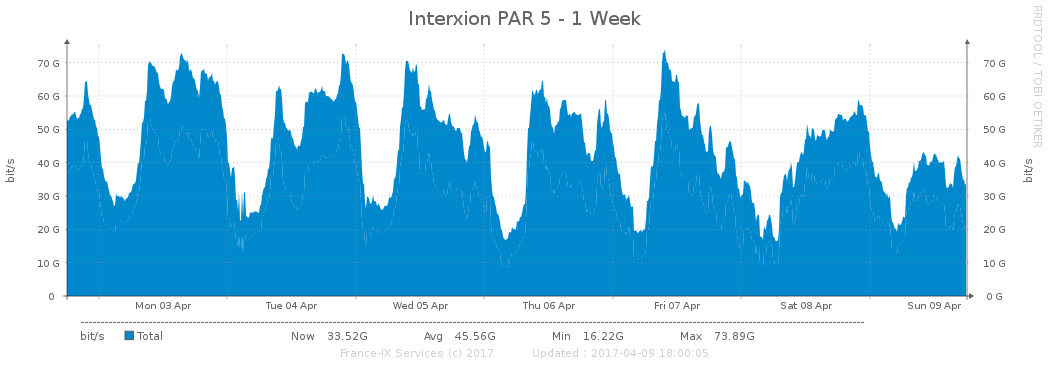 Interxion PAR 5 - 1 Week
RRDTOOL / TOBI OETIKER
bit/s
70 G
60 G
50 G
40 G
30 G
20 G
10 G
0
70 G
60 G
50 G
40 G
30 G
20 G
10 G
0 G
bit/s
Mon 03 Apr Tue 04 Apr Wed 05 Apr Thu 06 Apr Fri 07 Apr Sat 08 Apr Sun 09 Apr
bit/s Total Now 33.52G Avg 45.56G Min 16.22G Max 73.89G
France-IX Services (c) 2017 Updated : 2017-04-09 18:00:05